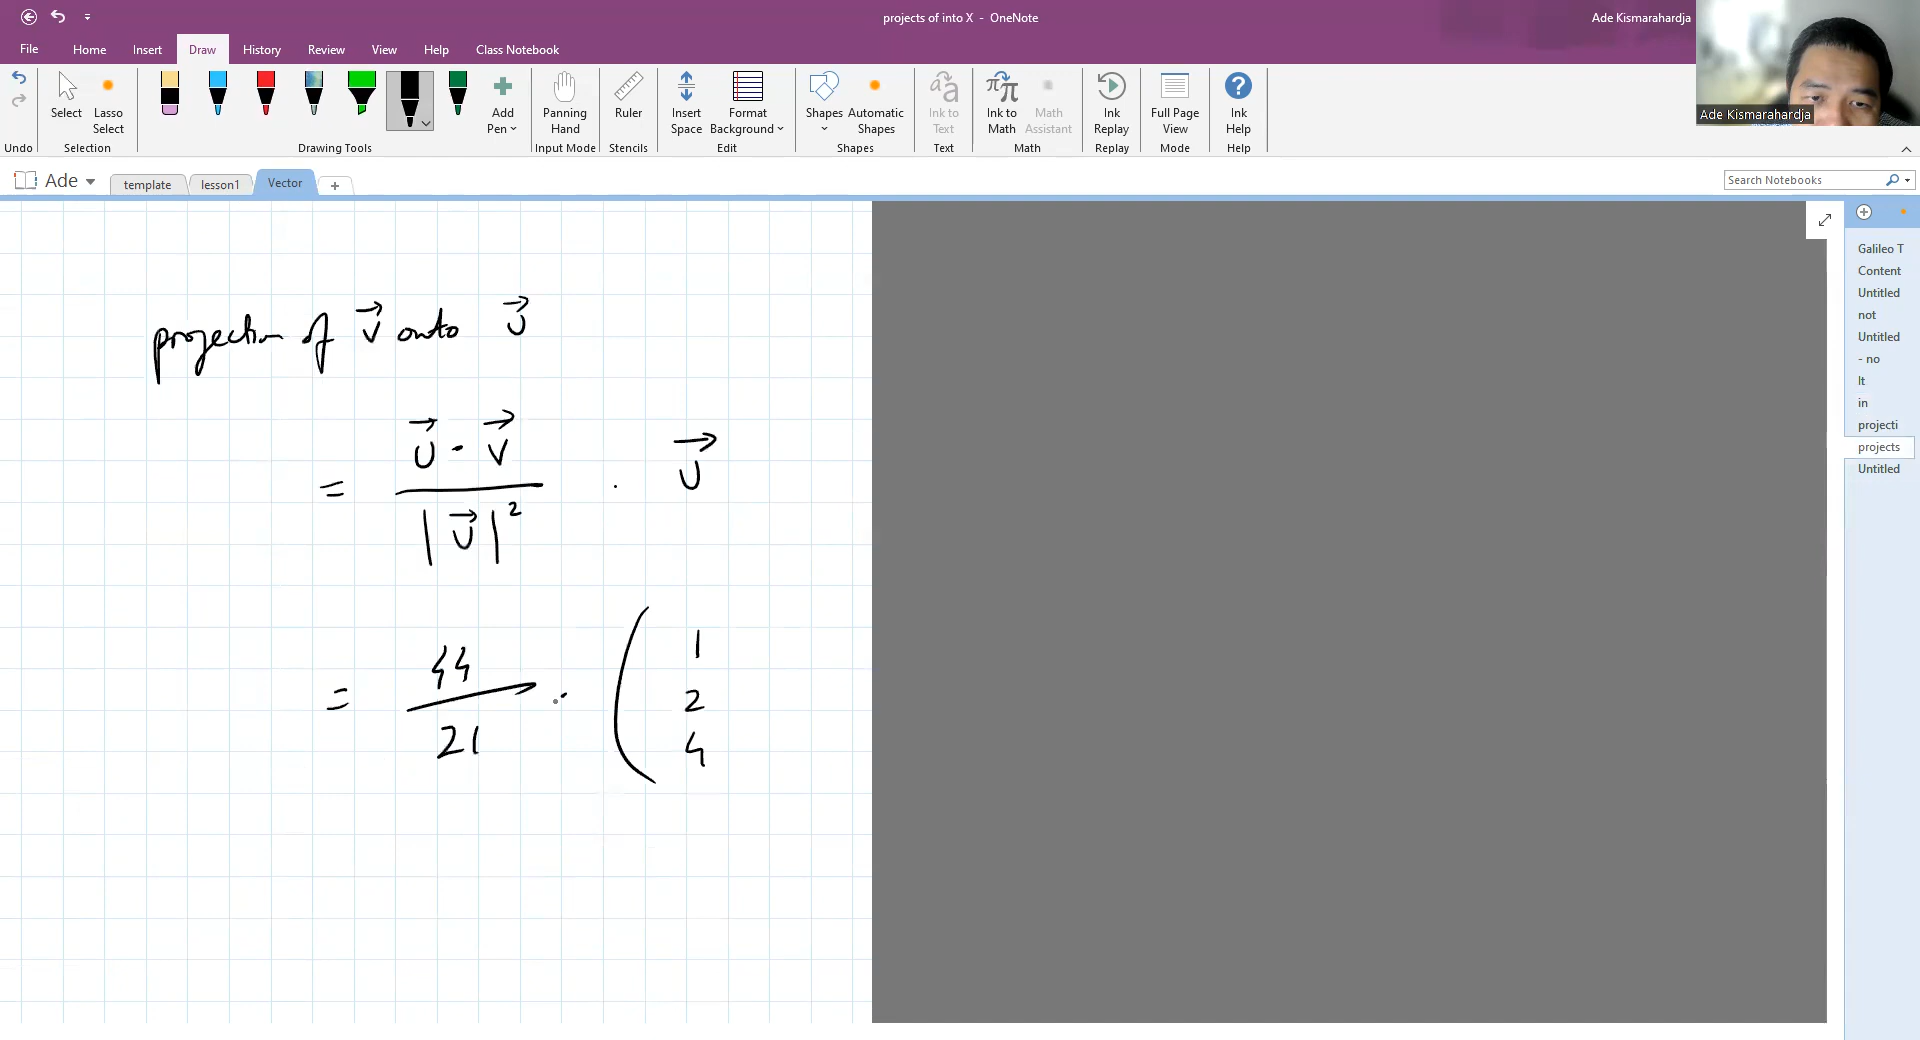 projects of into X - OneNote
Ade Kismarahardja
File Home Insert Draw History Review View Help Class Notebook
Ade Kismarahardja
Select
Lasso Select
Add Pen
Panning Hand
Ruler
Insert Space
Format Background
Shapes
Automatic Shapes
Ink to Text
Ink to Math
Math Assistant
Ink Replay
Full Page View
Ink Help
Undo Selection Drawing Tools Input Mode Stencils Edit Shapes Text Math Replay Mode Help
Ade template lesson1 Vector +
Search Notebooks
Galileo T
Content
Untitled
not
Untitled
- no
It
in
projecti
projects
Untitled
projection of v⃗ onto u⃗
= u⃗ · v⃗ / |u⃗|² · u⃗
= 44 / 21 · ( 1
2
4